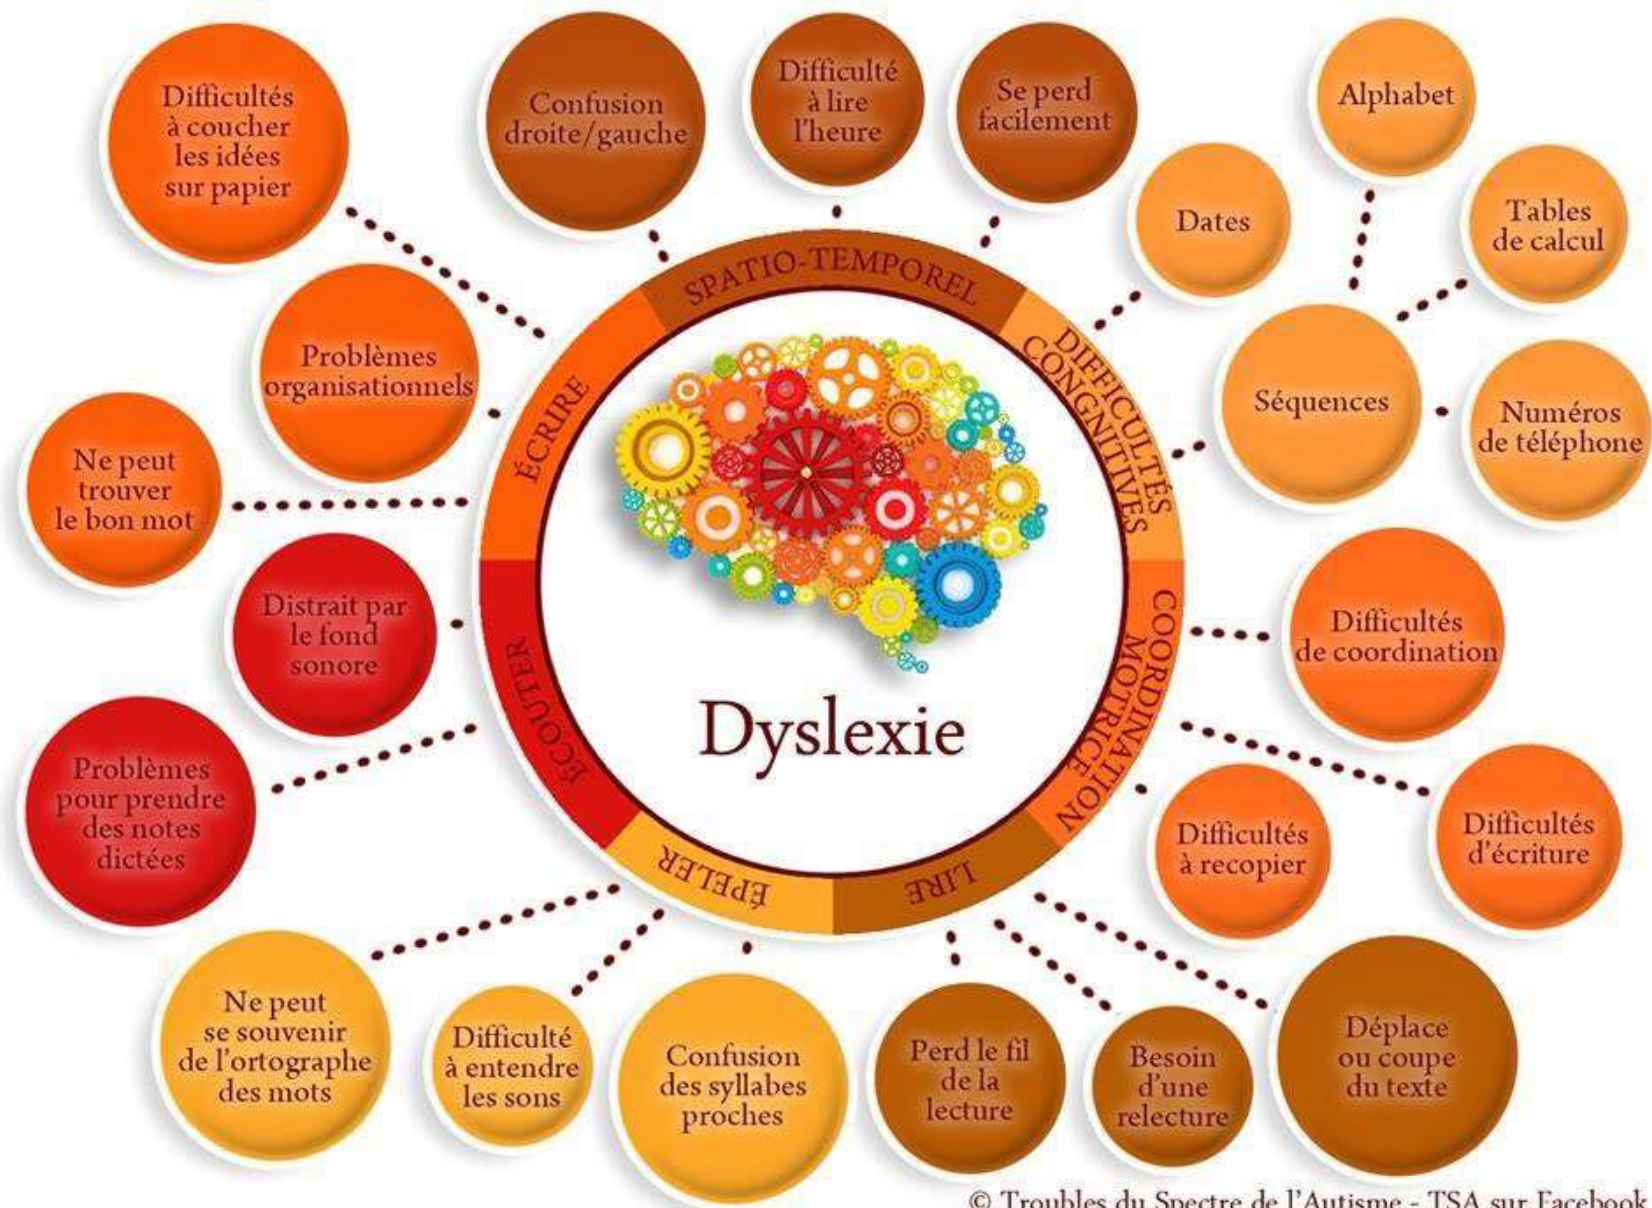 Difficultés
à coucher
les idées
sur papier
Confusion
droite/gauche
Difficulté
à lire
l'heure
Se perd
facilement
Alphabet
Dates
Tables
de calcul
Séquences
Numéros
de téléphone
Problèmes
organisationnels
Ne peut
trouver
le bon mot
Distrait par
le fond
sonore
Problèmes
pour prendre
des notes
dictées
SPATIO-TEMPOREL
DIFFICULTÉS
CONGNITIVES
ÉCRIRE
ÉCOUTER
COORDINATION
MOTRICE
ÉPELER
LIRE
Dyslexie
Difficultés
de coordination
Difficultés
à recopier
Difficultés
d'écriture
Ne peut
se souvenir
de l'ortographe
des mots
Difficulté
à entendre
les sons
Confusion
des syllabes
proches
Perd le fil
de la
lecture
Besoin
d'une
relecture
Déplace
ou coupe
du texte
© Troubles du Spectre de l'Autisme - TSA sur Facebook